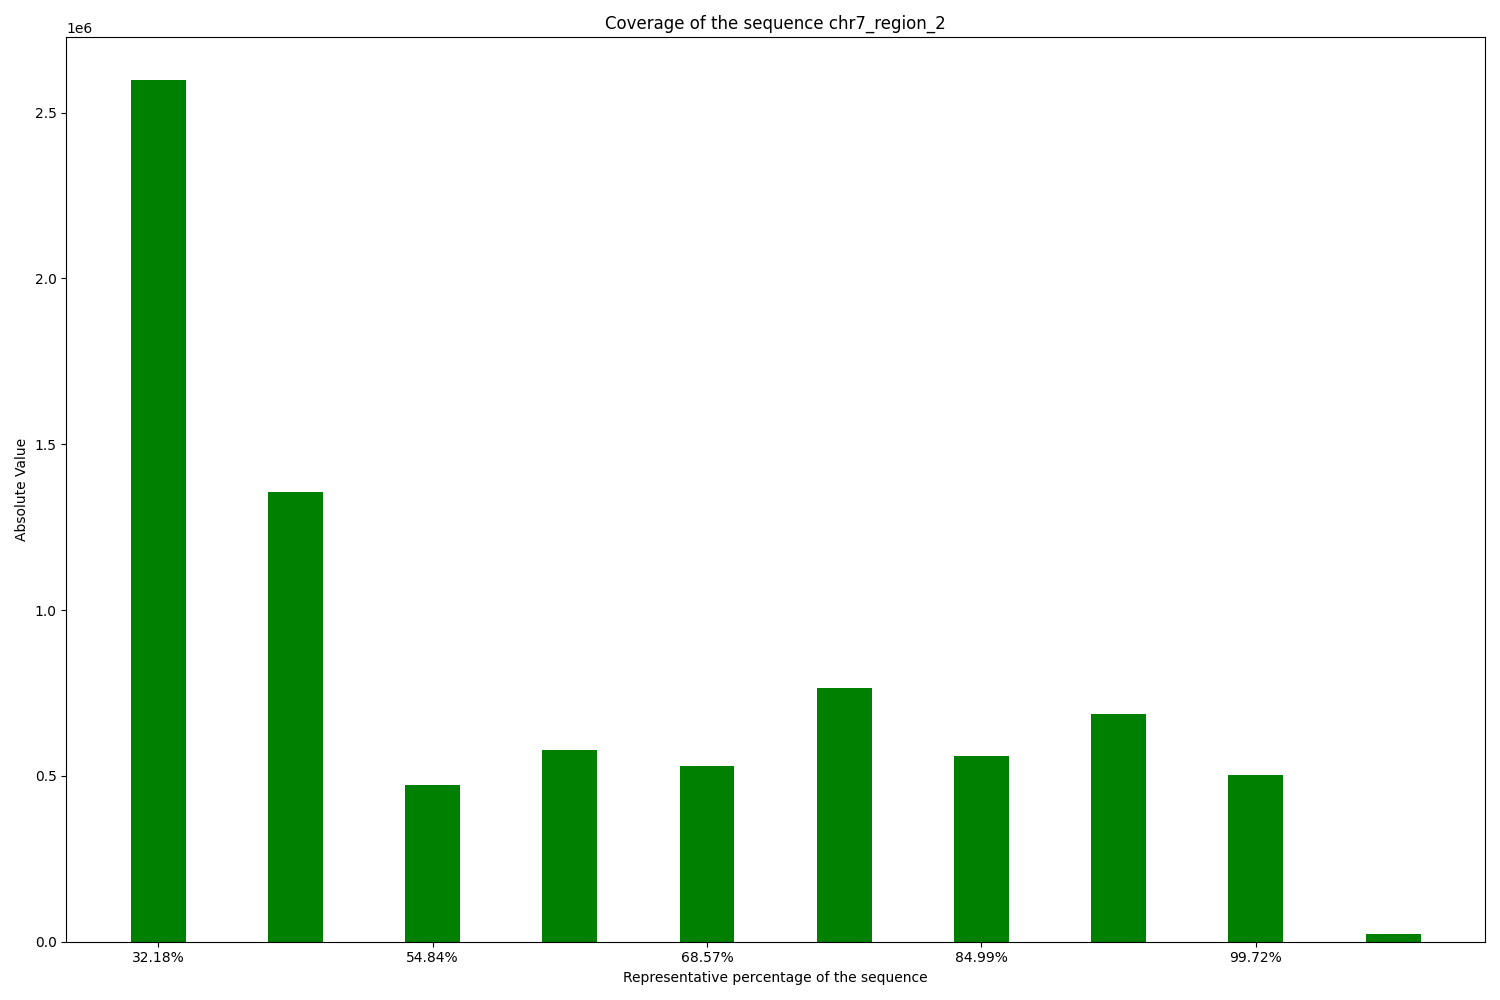 Coverage of the sequence chr7_region_2
1e6
2.5
2.0
1.5
1.0
0.5
0.0
Absolute Value
32.18% 54.84% 68.57% 84.99% 99.72%
Representative percentage of the sequence